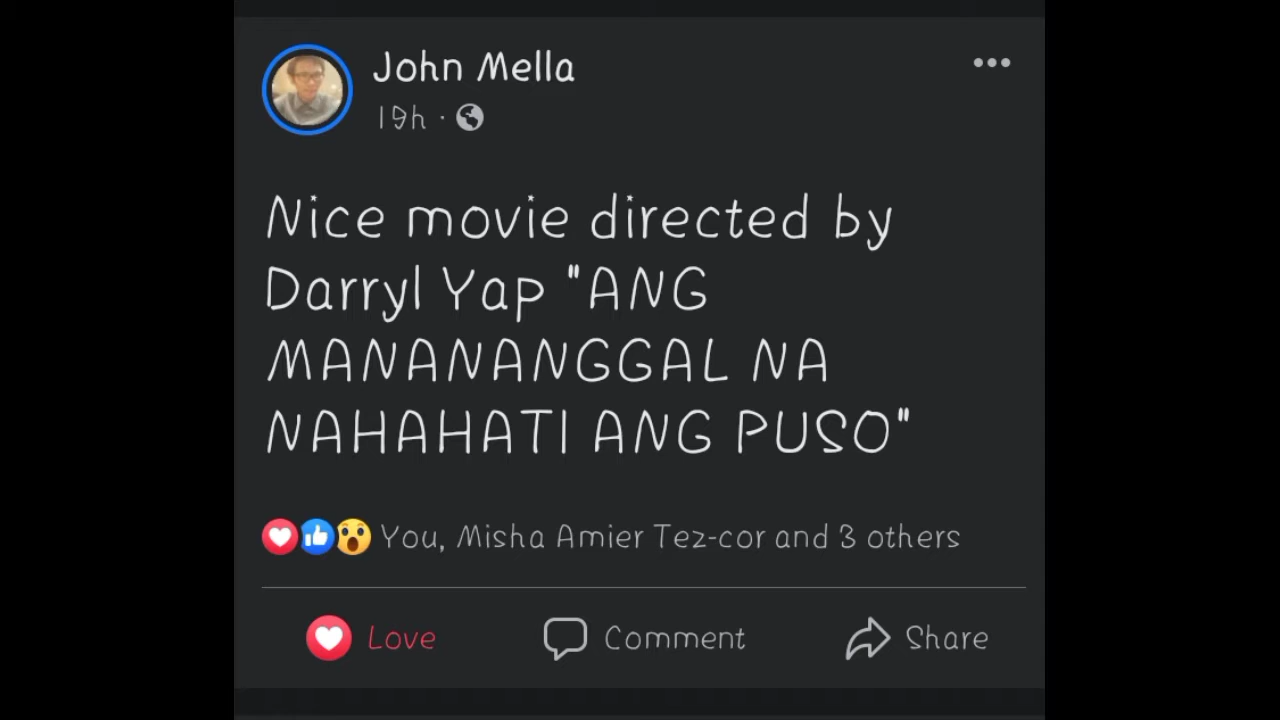 John Mella
19h ·
Nice movie directed by
Darryl Yap "ANG
MANANANGGAL NA
NAHAHATI ANG PUSO"
You, Misha Amier Tez-cor and 3 others
Love Comment Share